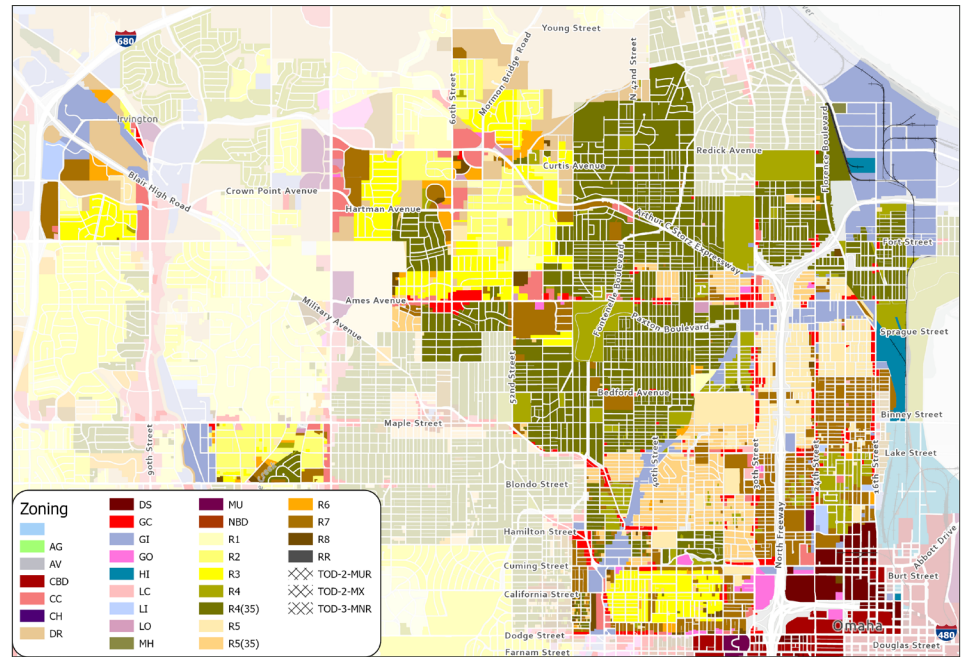 Young Street
680
N 42nd Street
Mormon Bridge Road
60th Street
Irvington
Florence Boulevard
Redick Avenue
Curtis Avenue
Blair High Road
Crown Point Avenue
Hartman Avenue
Arthur C Storz Expressway
Fort Street
Fontenelle Boulevard
Ames Avenue
Military Avenue
Paxton Boulevard
Sprague Street
52nd Street
Bedford Avenue
Binney Street
Maple Street
90th Street
40th Street
30th Street
24th Street
16th Street
Lake Street
Blondo Street
Hamilton Street
North Freeway
Abbott Drive
Cuming Street
Burt Street
California Street
Omaha
480
Dodge Street
Douglas Street
Farnam Street
Zoning
AG
AV
CBD
CC
CH
DR
DS
GC
GI
GO
HI
LC
LI
LO
MH
MU
NBD
R1
R2
R3
R4
R4(35)
R5
R5(35)
R6
R7
R8
RR
TOD-2-MUR
TOD-2-MX
TOD-3-MNR